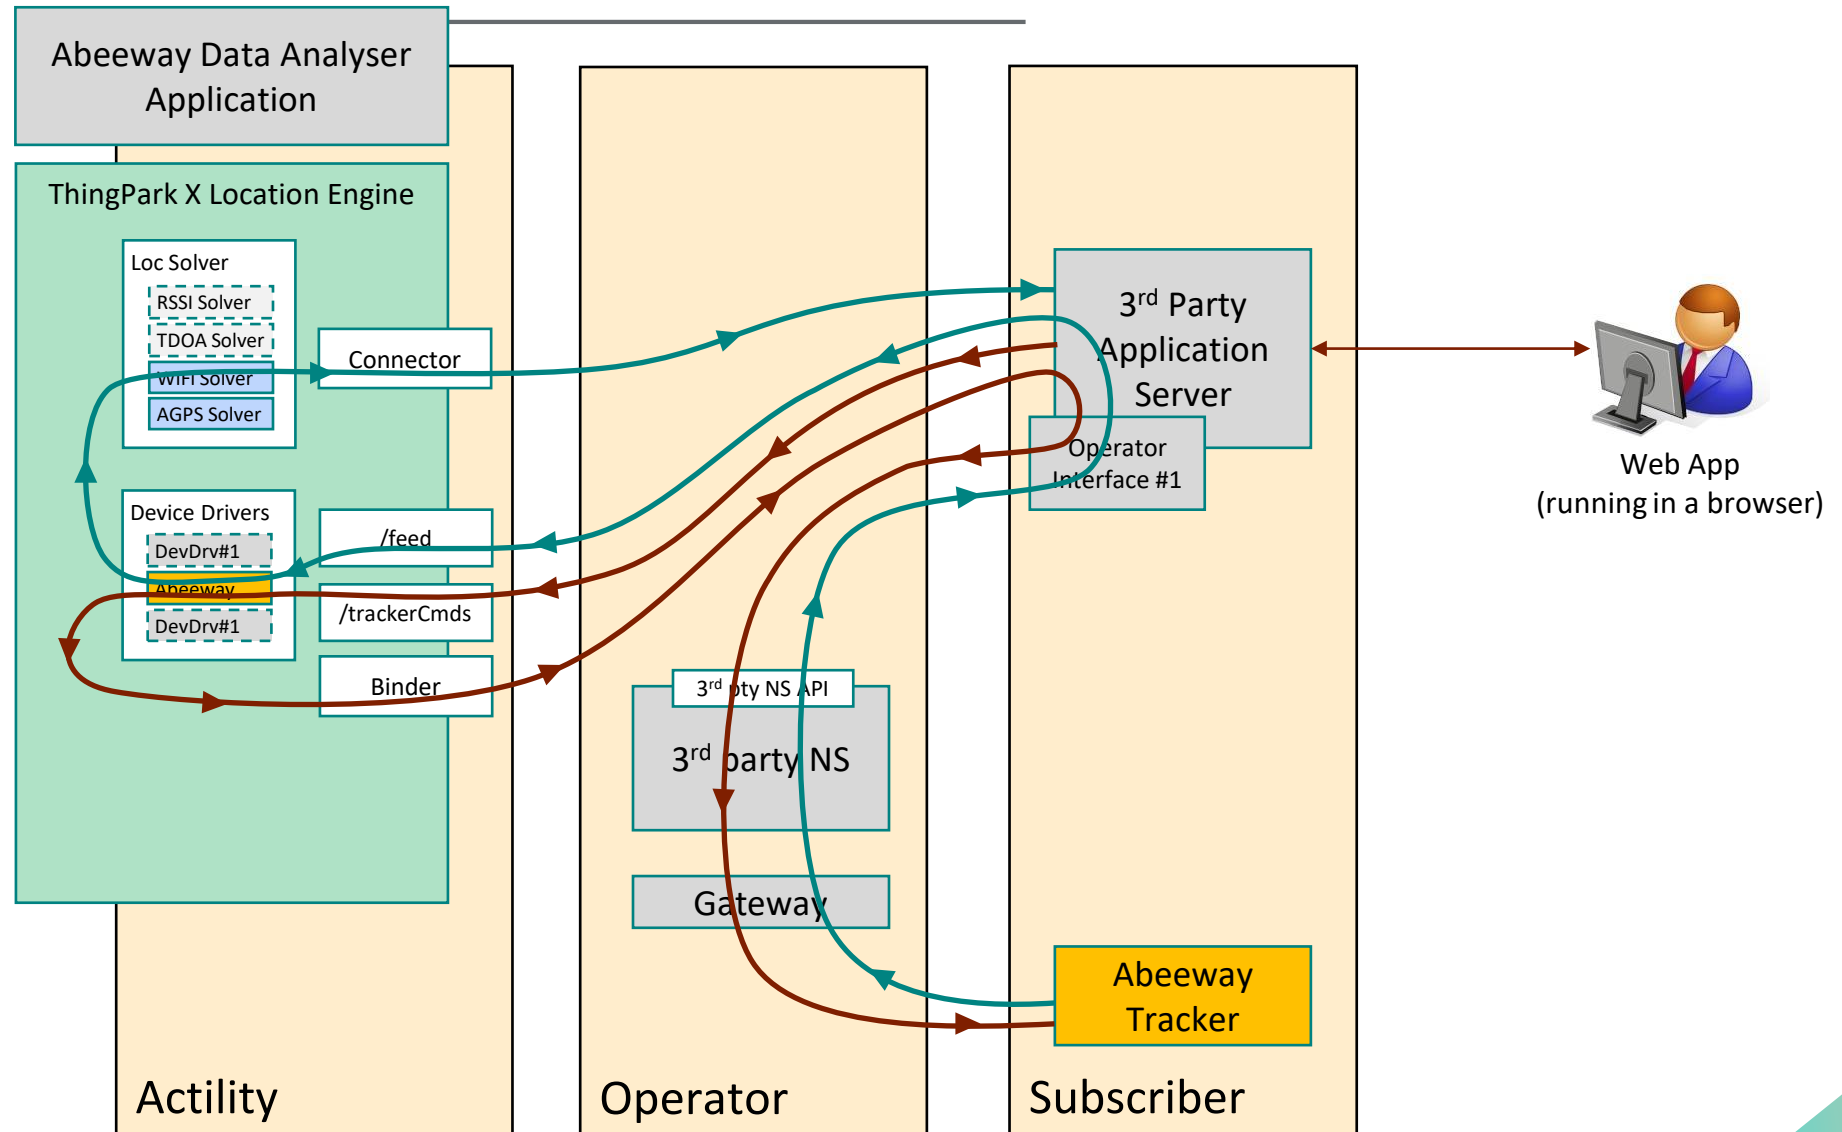 Abeeway Data Analyser
Application
ThingPark X Location Engine
Loc Solver
RSSI Solver
TDOA Solver
WIFI Solver
AGPS Solver
Connector
Device Drivers
DevDrv#1
Abeeway
DevDrv#1
/feed
/trackerCmds
Binder
Actility
3rd pty NS API
3rd party NS
Gateway
Operator
3rd Party
Application
Server
Operator
Interface #1
Abeeway
Tracker
Subscriber
Web App
(running in a browser)